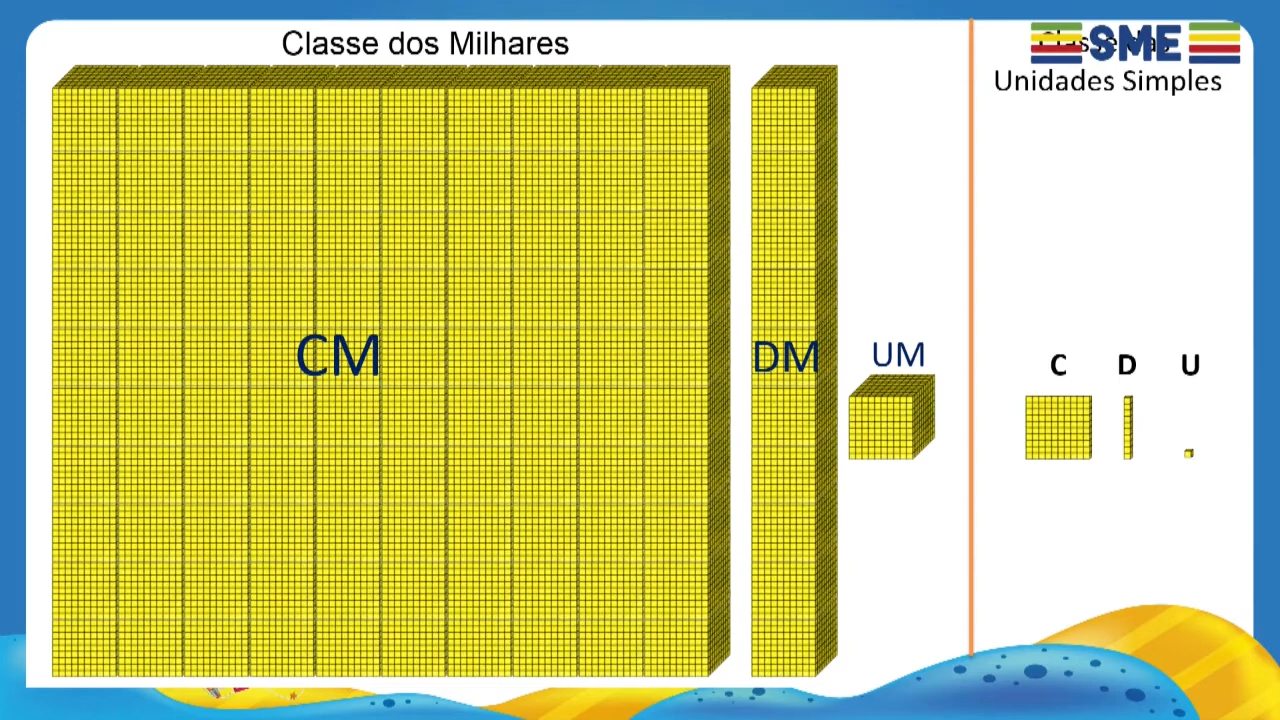 Classe dos Milhares
SME
Unidades Simples
CM
DM
UM
C
D
U